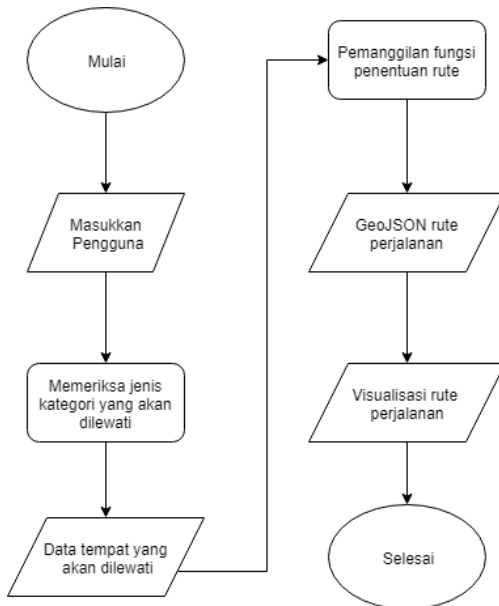 Mulai
Masukkan
Pengguna
Memeriksa jenis
kategori yang akan
dilewati
Data tempat yang
akan dilewati
Pemanggilan fungsi
penentuan rute
GeoJSON rute
perjalanan
Visualisasi rute
perjalanan
Selesai